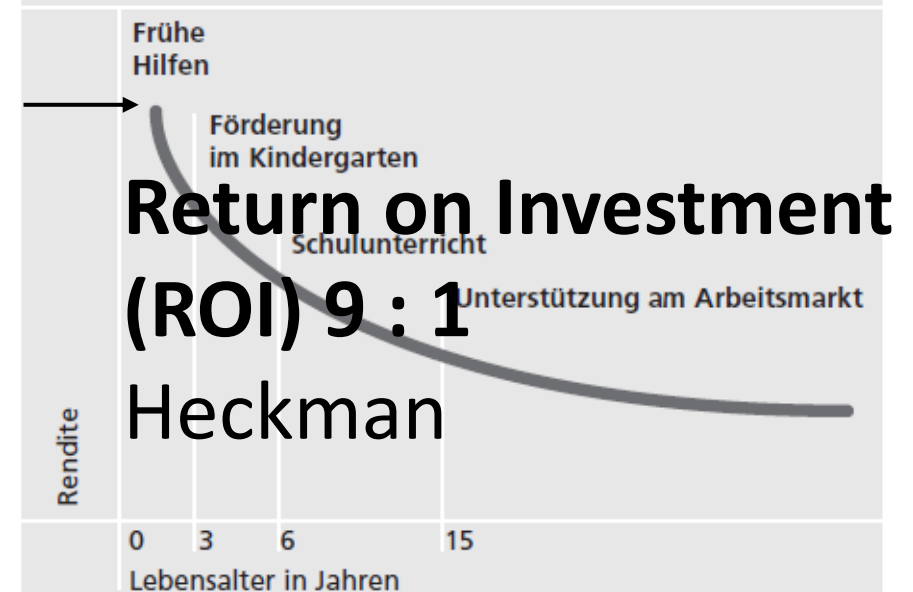 Frühe
Hilfen
Förderung
im Kindergarten
Return on Investment
Schulunterricht
(ROI) 9 : 1
Unterstützung am Arbeitsmarkt
Heckman
Rendite
0 3 6 15
Lebensalter in Jahren